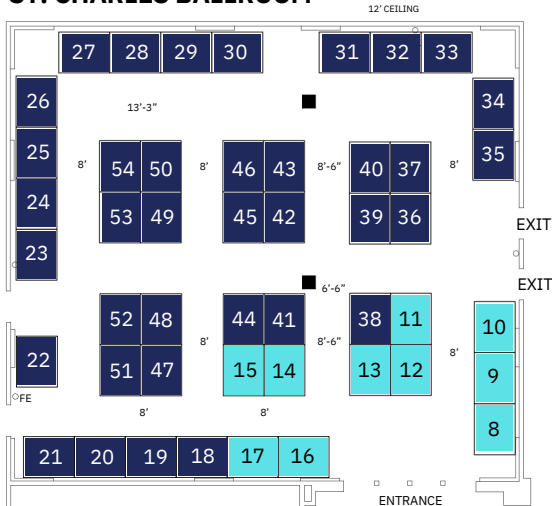 ST. CHARLES BALLROOM
12' CEILING
27 28 29 30 31 32 33
26 34
13'-3"
25 8' 54 50 8' 46 43 8'-6" 40 37 8' 35
24 53 49 45 42 39 36
EXIT
23
EXIT
6'-6"
52 48 44 41 38 11 10
8' 8'-6" 8'
22 51 47 15 14 13 12 9
FE
8' 8'
8
21 20 19 18 17 16
ENTRANCE